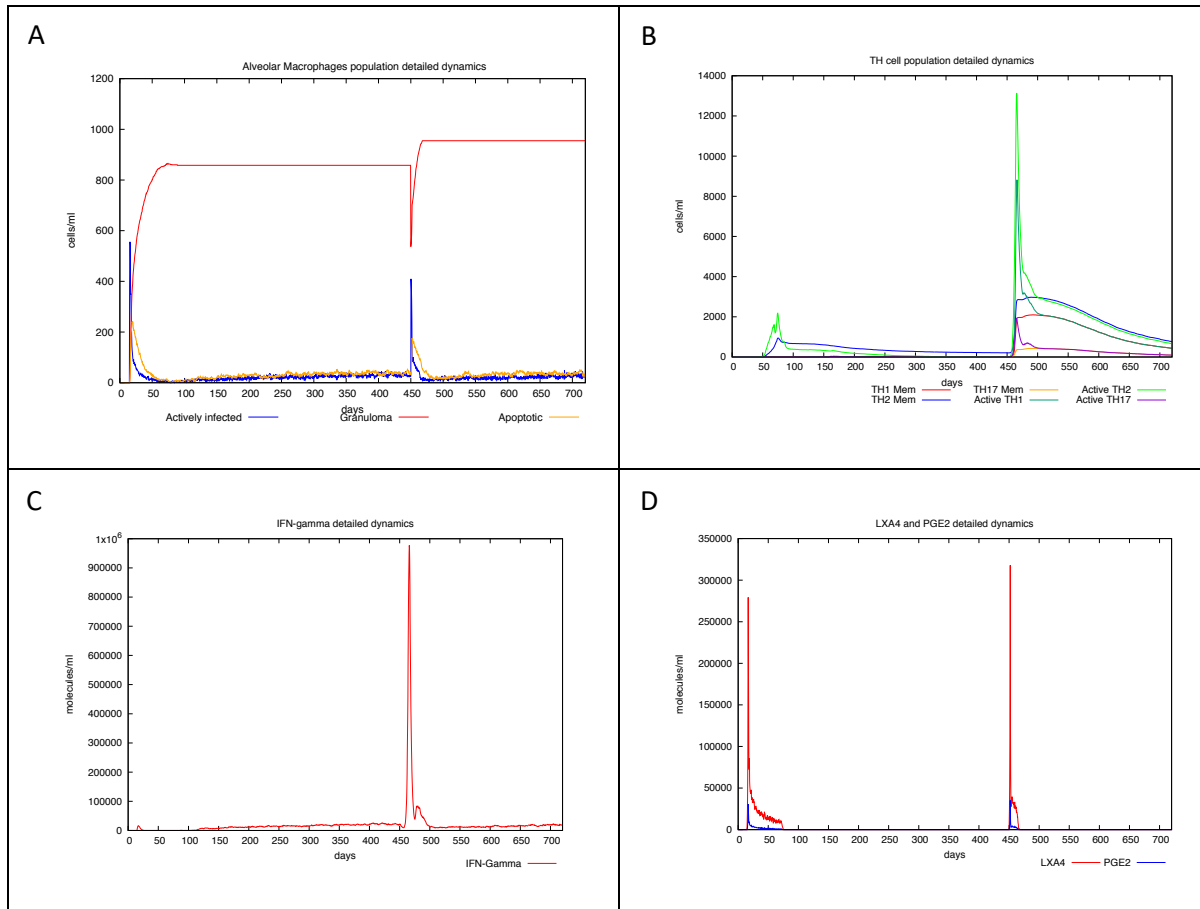 A
Alveolar Macrophages population detailed dynamics
1200
1000
800
600
400
200
0
cells/ml
0 50 100 150 200 250 300 350 400 450 500 550 600 650 700
days
Actively infected Granuloma Apoptotic
B
TH cell population detailed dynamics
14000
12000
10000
8000
6000
4000
2000
0
cells/ml
0 50 100 150 200 250 300 350 400 450 500 550 600 650 700
days
TH1 Mem TH17 Mem Active TH2
TH2 Mem Active TH1 Active TH17
C
IFN-gamma detailed dynamics
1x10⁶
900000
800000
700000
600000
500000
400000
300000
200000
100000
0
molecules/ml
0 50 100 150 200 250 300 350 400 450 500 550 600 650 700
days
IFN-Gamma
D
LXA4 and PGE2 detailed dynamics
350000
300000
250000
200000
150000
100000
50000
0
molecules/ml
0 50 100 150 200 250 300 350 400 450 500 550 600 650 700
days
LXA4 PGE2